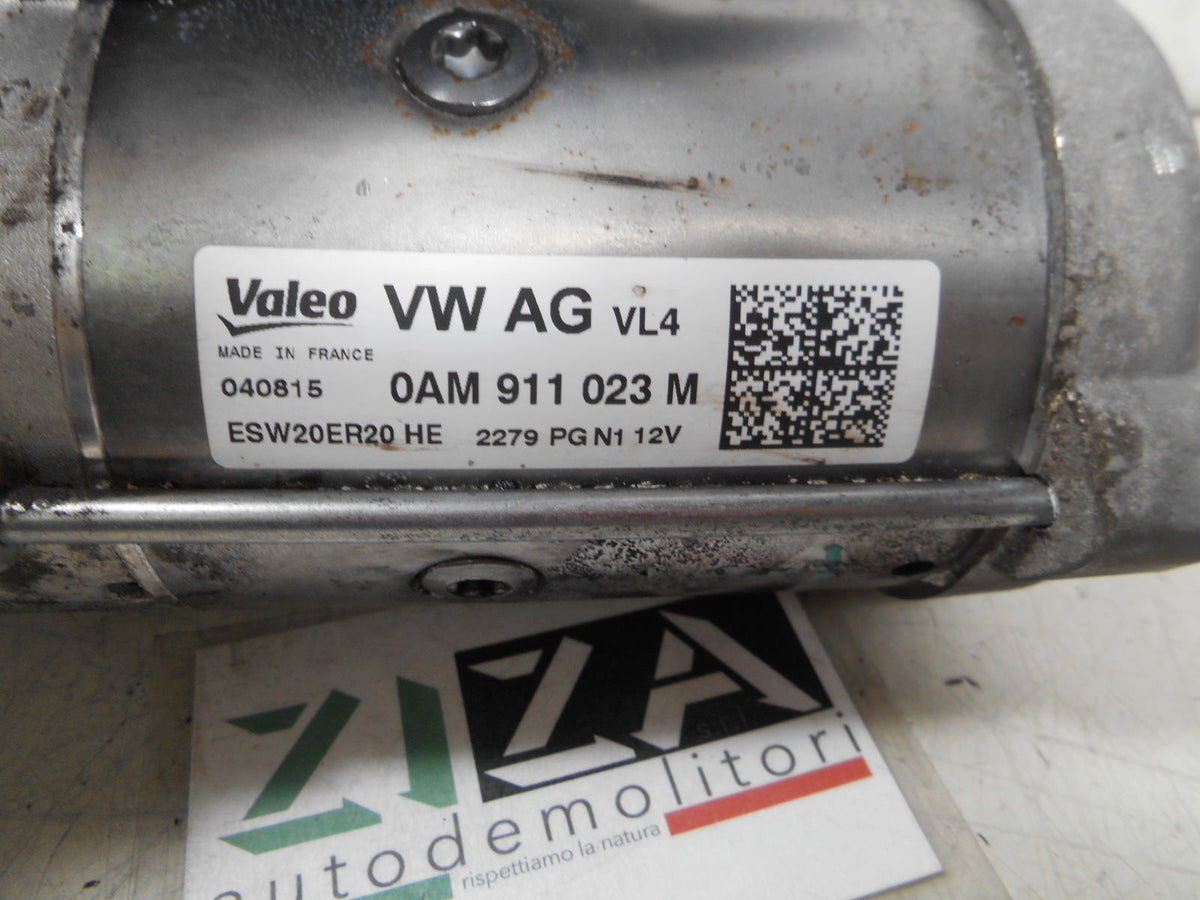 Valeo VW AG VL4
MADE IN FRANCE
040815 0AM 911 023 M
ESW20ER20 HE 2279 PG N1 12V
ZIZA
s.r.l.
autodemolitori
rispettiamo la natura